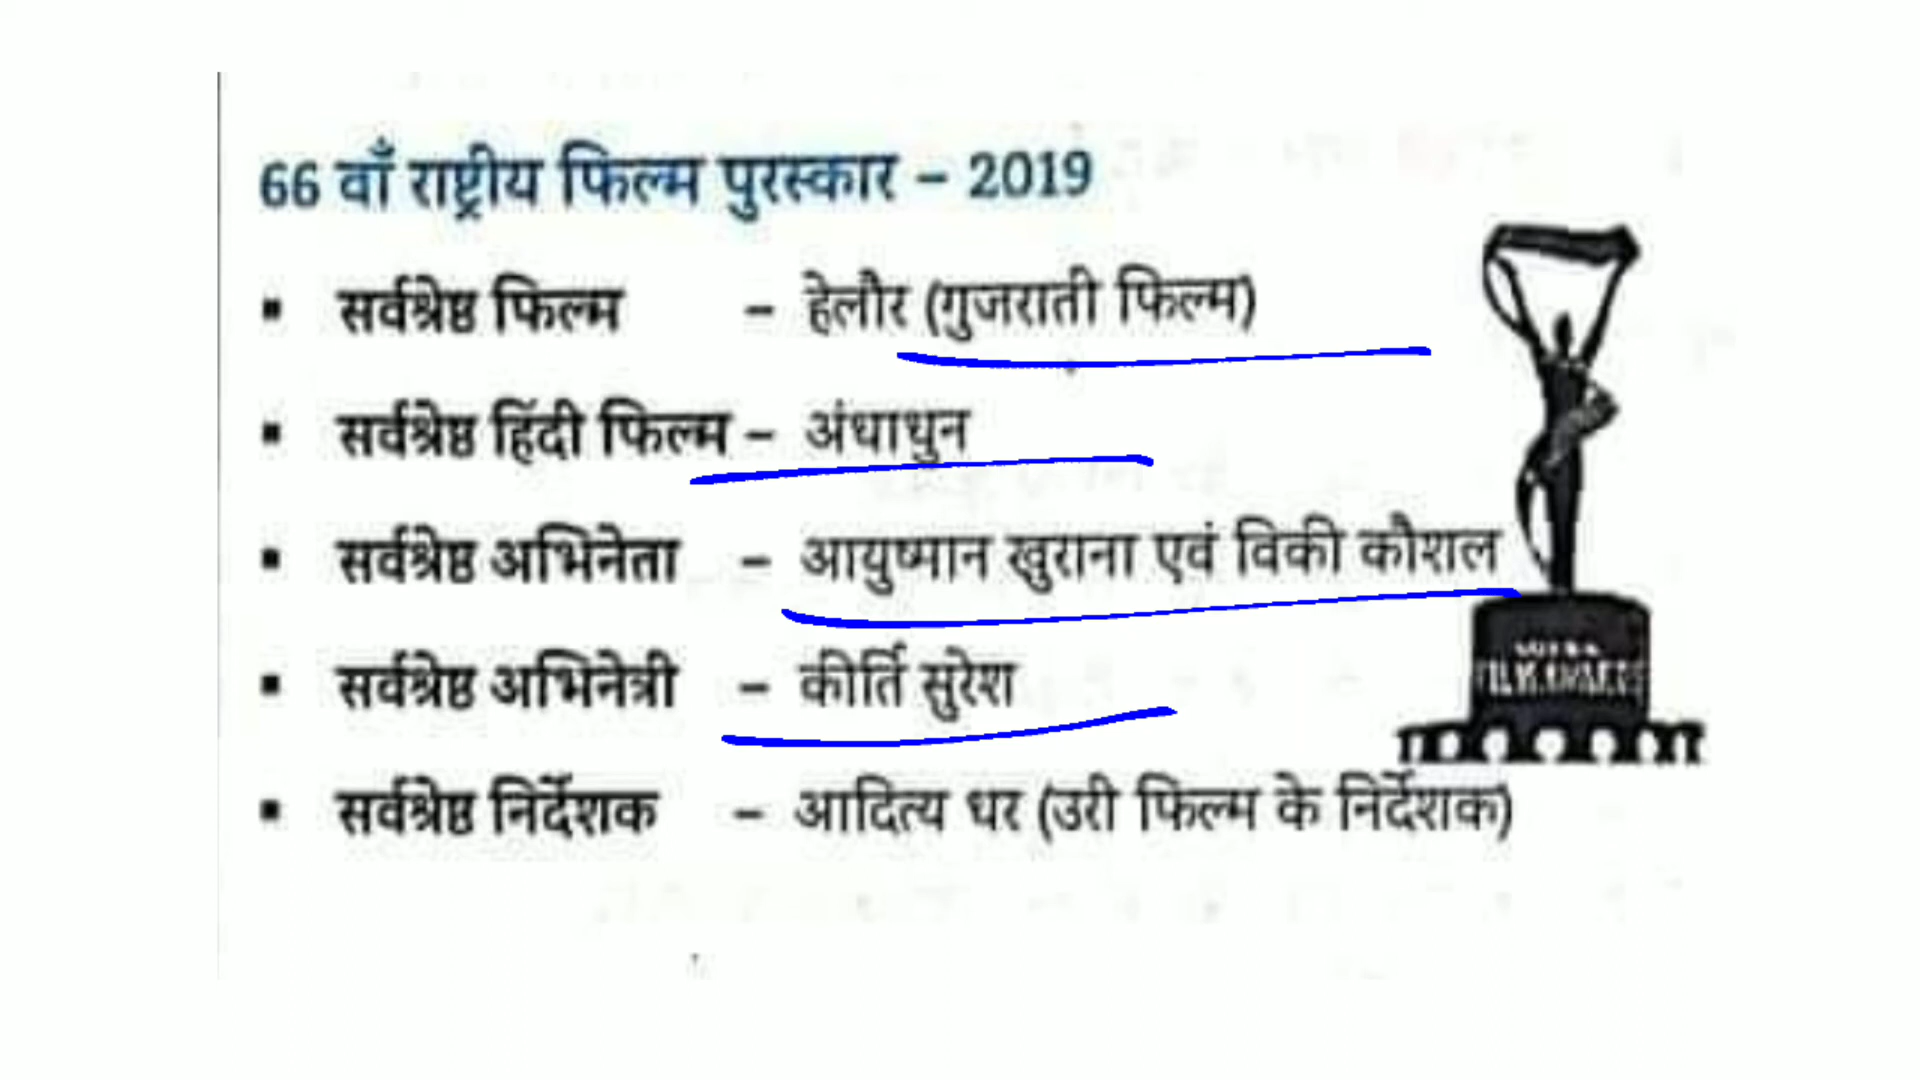 66 वाँ राष्ट्रीय फिल्म पुरस्कार – 2019
▪ सर्वश्रेष्ठ फिल्म – हेलौर (गुजराती फिल्म)
▪ सर्वश्रेष्ठ हिंदी फिल्म – अंधाधुन
▪ सर्वश्रेष्ठ अभिनेता – आयुष्मान खुराना एवं विकी कौशल
▪ सर्वश्रेष्ठ अभिनेत्री – कीर्ति सुरेश
▪ सर्वश्रेष्ठ निर्देशक – आदित्य धर (उरी फिल्म के निर्देशक)